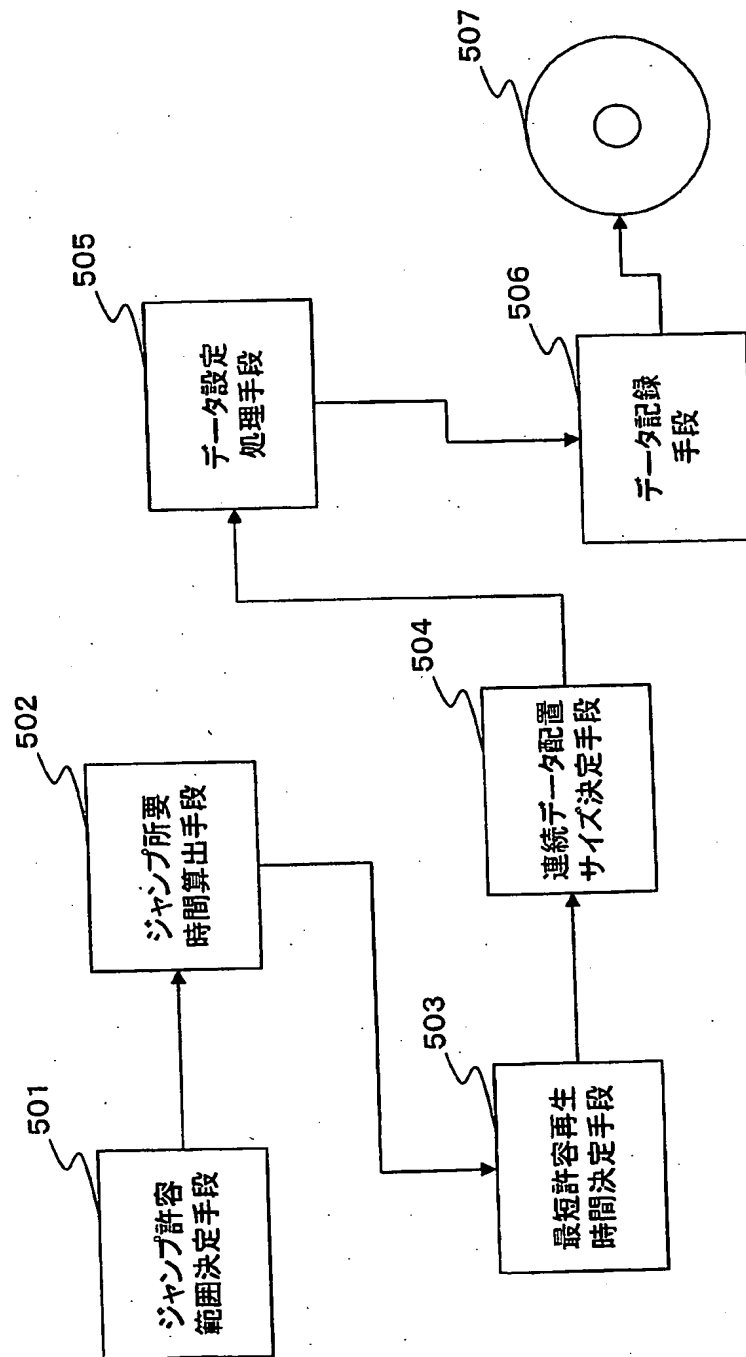 501
ジャンプ許容
範囲決定手段
502
ジャンプ所要
時間算出手段
503
最短許容再生
時間決定手段
504
連続データ配置
サイズ決定手段
505
データ設定
処理手段
506
データ記録
手段
507